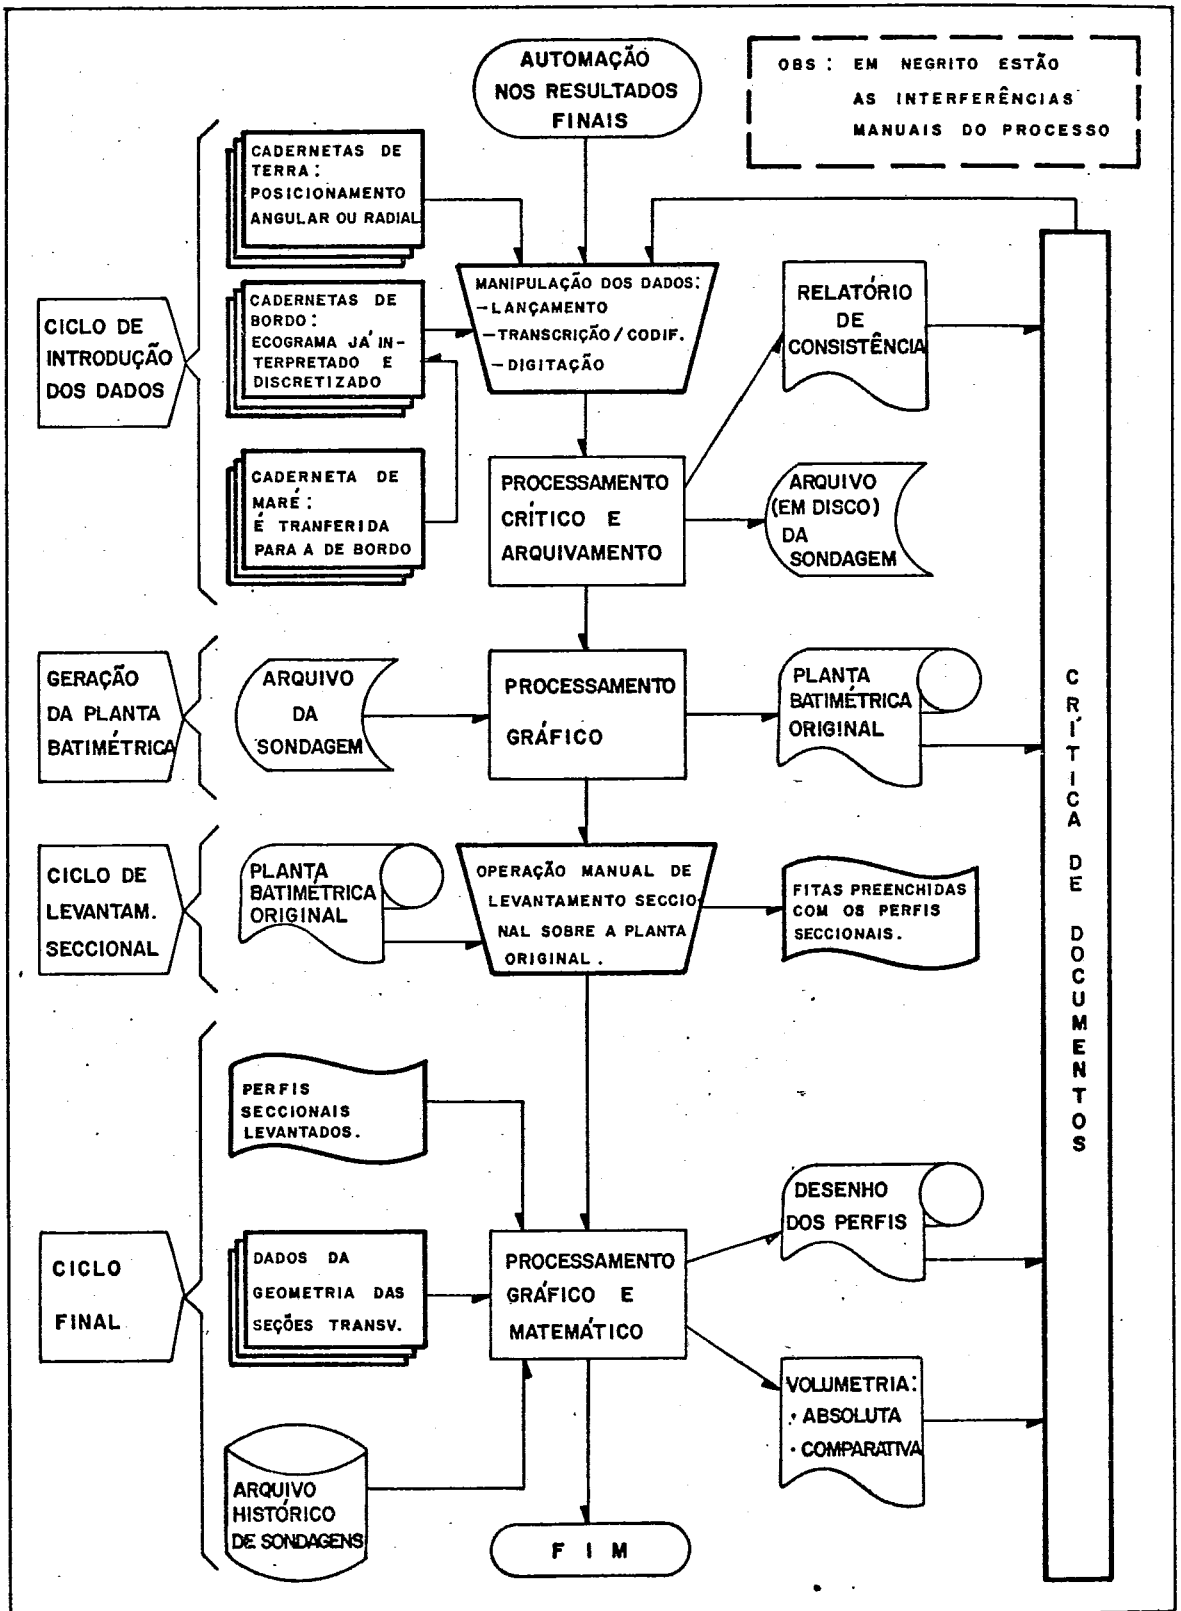 AUTOMAÇÃO
NOS RESULTADOS
FINAIS
OBS : EM NEGRITO ESTÃO
AS INTERFERÊNCIAS
MANUAIS DO PROCESSO
CICLO DE
INTRODUÇÃO
DOS DADOS
CADERNETAS DE
TERRA:
POSICIONAMENTO
ANGULAR OU RADIAL
CADERNETAS DE
BORDO:
ECOGRAMA JÁ IN-
TERPRETADO E
DISCRETIZADO
CADERNETA DE
MARÉ:
É TRANFERIDA
PARA A DE BORDO
MANIPULAÇÃO DOS DADOS:
-LANÇAMENTO
-TRANSCRIÇÃO/CODIF.
-DIGITAÇÃO
PROCESSAMENTO
CRÍTICO E
ARQUIVAMENTO
RELATÓRIO
DE
CONSISTÊNCIA
ARQUIVO
(EM DISCO)
DA
SONDAGEM
GERAÇÃO
DA PLANTA
BATIMÉTRICA
ARQUIVO
DA
SONDAGEM
PROCESSAMENTO
GRÁFICO
PLANTA
BATIMÉTRICA
ORIGINAL
CICLO DE
LEVANTAM.
SECCIONAL
PLANTA
BATIMÉTRICA
ORIGINAL
OPERAÇÃO MANUAL DE
LEVANTAMENTO SECCIO-
NAL SOBRE A PLANTA
ORIGINAL .
FITAS PREENCHIDAS
COM OS PERFIS
SECCIONAIS.
CICLO
FINAL
PERFIS
SECCIONAIS
LEVANTADOS.
DADOS DA
GEOMETRIA DAS
SEÇÕES TRANSV.
ARQUIVO
HISTÓRICO
DE SONDAGENS
PROCESSAMENTO
GRÁFICO E
MATEMÁTICO
DESENHO
DOS PERFIS
VOLUMETRIA:
· ABSOLUTA
· COMPARATIVA
FIM
CRÍTICA DE DOCUMENTOS